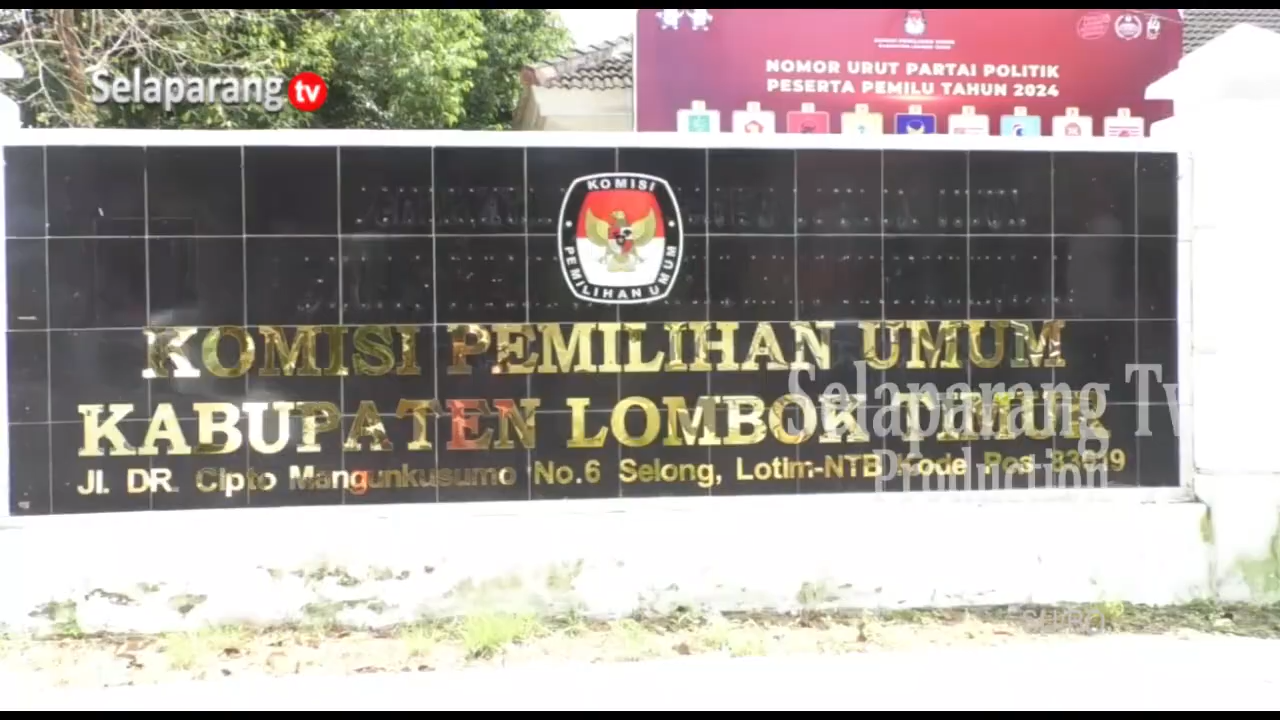 Selaparang tv
NOMOR URUT PARTAI POLITIK
PESERTA PEMILU TAHUN 2024
KOMISI
PEMILIHAN UMUM
KOMISI PEMILIHAN UMUM
KABUPATEN LOMBOK TIMUR
Jl. DR. Cipto Mangunkusumo No.6 Selong, Lotim-NTB Kode Pos 83619
Selaparang Tv
Production